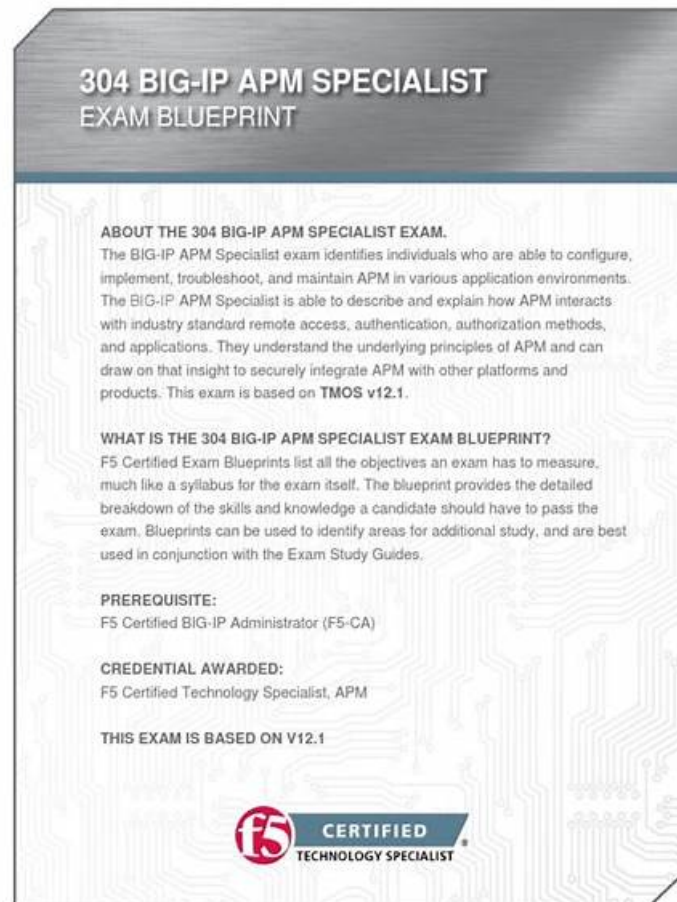 304 BIG-IP APM SPECIALIST
EXAM BLUEPRINT
ABOUT THE 304 BIG-IP APM SPECIALIST EXAM.
The BIG-IP APM Specialist exam identifies individuals who are able to configure,
implement, troubleshoot, and maintain APM in various application environments.
The BIG-IP APM Specialist is able to describe and explain how APM interacts
with industry standard remote access, authentication, authorization methods,
and applications. They understand the underlying principles of APM and can
draw on that insight to securely integrate APM with other platforms and
products. This exam is based on TMOS v12.1.
WHAT IS THE 304 BIG-IP APM SPECIALIST EXAM BLUEPRINT?
F5 Certified Exam Blueprints list all the objectives an exam has to measure,
much like a syllabus for the exam itself. The blueprint provides the detailed
breakdown of the skills and knowledge a candidate should have to pass the
exam. Blueprints can be used to identify areas for additional study, and are best
used in conjunction with the Exam Study Guides.
PREREQUISITE:
F5 Certified BIG-IP Administrator (F5-CA)
CREDENTIAL AWARDED:
F5 Certified Technology Specialist, APM
THIS EXAM IS BASED ON V12.1
f5 CERTIFIED
TECHNOLOGY SPECIALIST ®